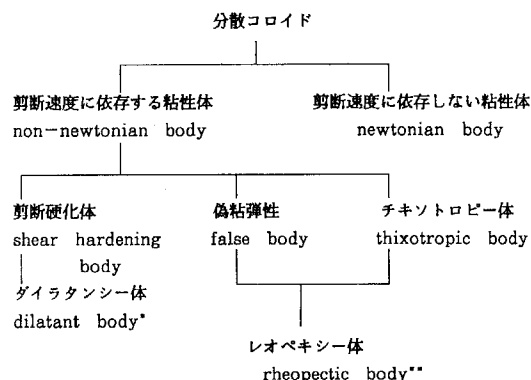 分散コロイド
剪断速度に依存する粘性体
non-newtonian body
剪断速度に依存しない粘性体
newtonian body
剪断硬化体
shear hardening
body
偽粘弾性
false body
チキソトロピー体
thixotropic body
ダイラタンシー体
dilatant body*
レオペキシー体
rheopectic body**